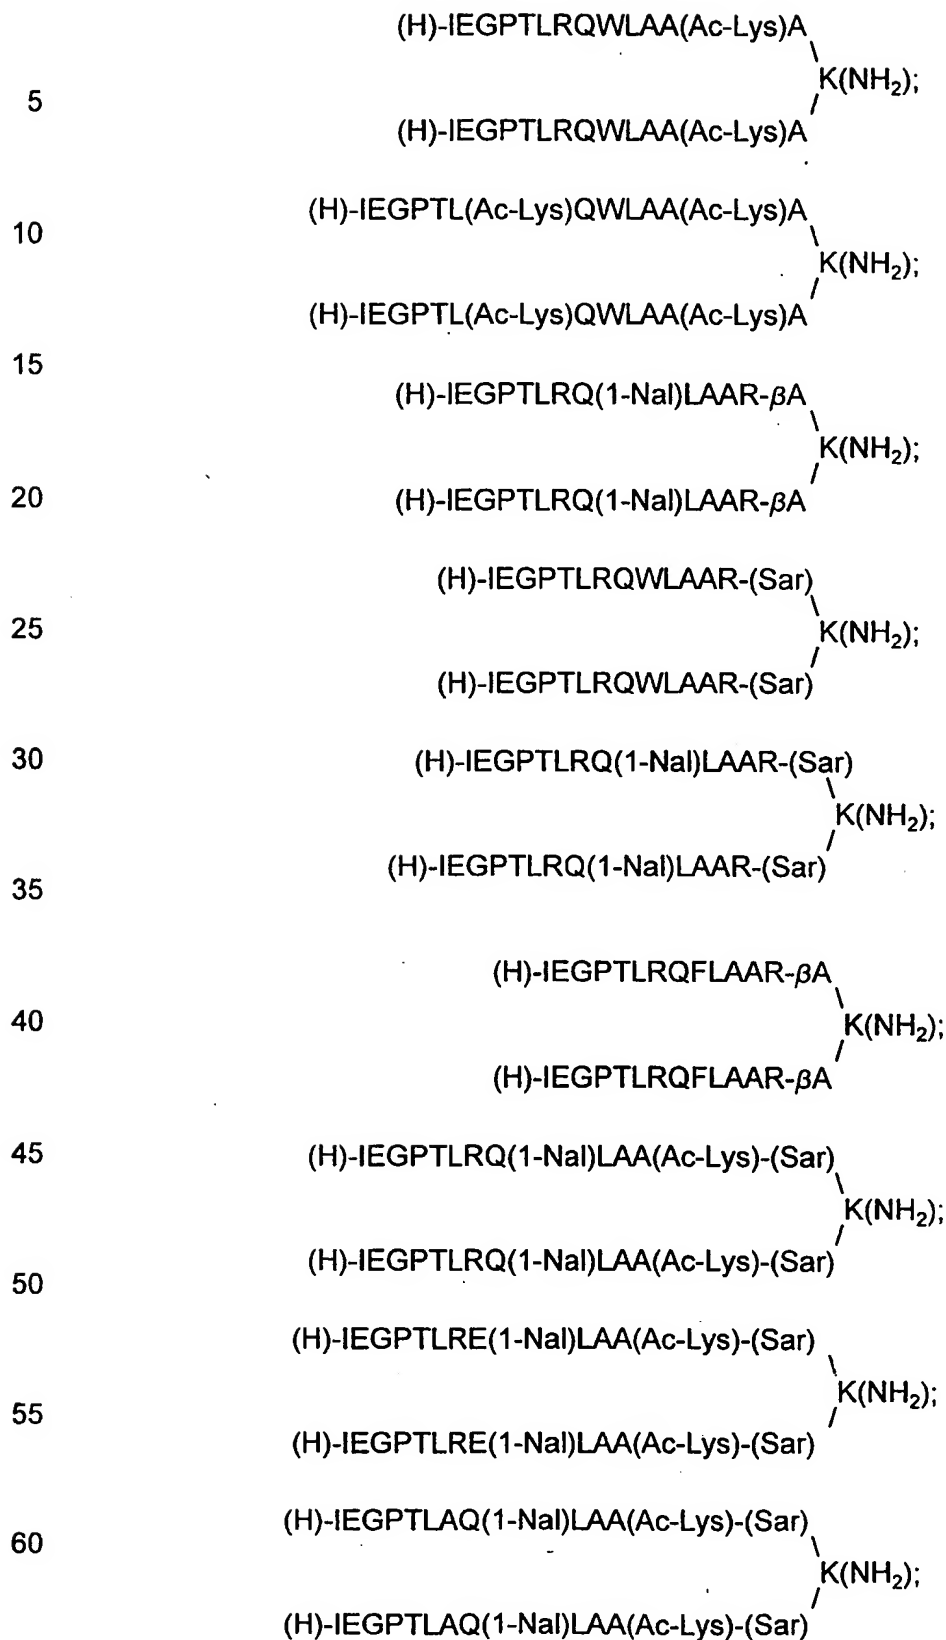 (H)-IEGPTLRQWLAA(Ac-Lys)A
K(NH₂);
5
(H)-IEGPTLRQWLAA(Ac-Lys)A
(H)-IEGPTL(Ac-Lys)QWLAA(Ac-Lys)A
10
K(NH₂);
(H)-IEGPTL(Ac-Lys)QWLAA(Ac-Lys)A
15
(H)-IEGPTLRQ(1-Nal)LAAR-βA
K(NH₂);
20
(H)-IEGPTLRQ(1-Nal)LAAR-βA
(H)-IEGPTLRQWLAAR-(Sar)
25
K(NH₂);
(H)-IEGPTLRQWLAAR-(Sar)
30
(H)-IEGPTLRQ(1-Nal)LAAR-(Sar)
K(NH₂);
(H)-IEGPTLRQ(1-Nal)LAAR-(Sar)
35
(H)-IEGPTLRQFLAAR-βA
40
K(NH₂);
(H)-IEGPTLRQFLAAR-βA
45
(H)-IEGPTLRQ(1-Nal)LAA(Ac-Lys)-(Sar)
K(NH₂);
(H)-IEGPTLRQ(1-Nal)LAA(Ac-Lys)-(Sar)
50
(H)-IEGPTLRE(1-Nal)LAA(Ac-Lys)-(Sar)
K(NH₂);
55
(H)-IEGPTLRE(1-Nal)LAA(Ac-Lys)-(Sar)
(H)-IEGPTLAQ(1-Nal)LAA(Ac-Lys)-(Sar)
60
K(NH₂);
(H)-IEGPTLAQ(1-Nal)LAA(Ac-Lys)-(Sar)